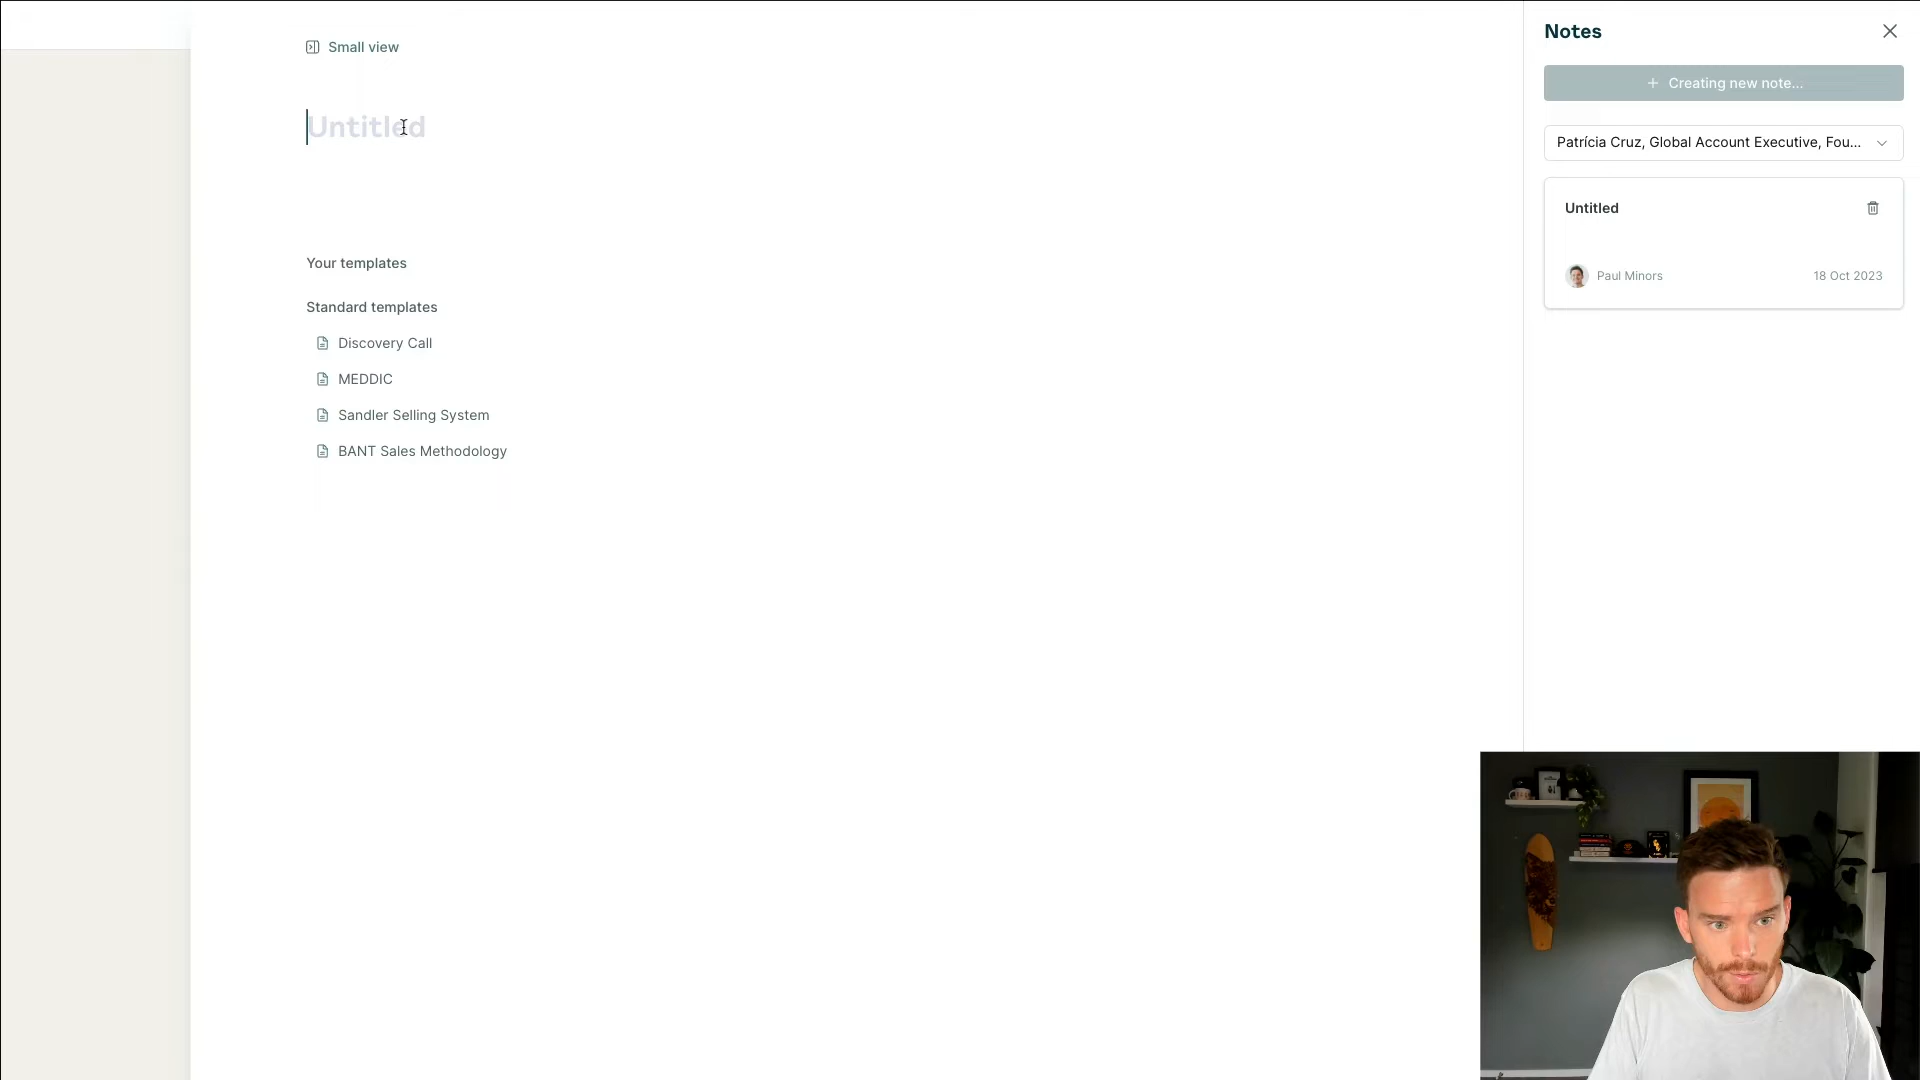 Small view
Untitled
Your templates
Standard templates
Discovery Call
MEDDIC
Sandler Selling System
BANT Sales Methodology
Notes
+ Creating new note...
Patrícia Cruz, Global Account Executive, Fou...
Untitled
Paul Minors 18 Oct 2023